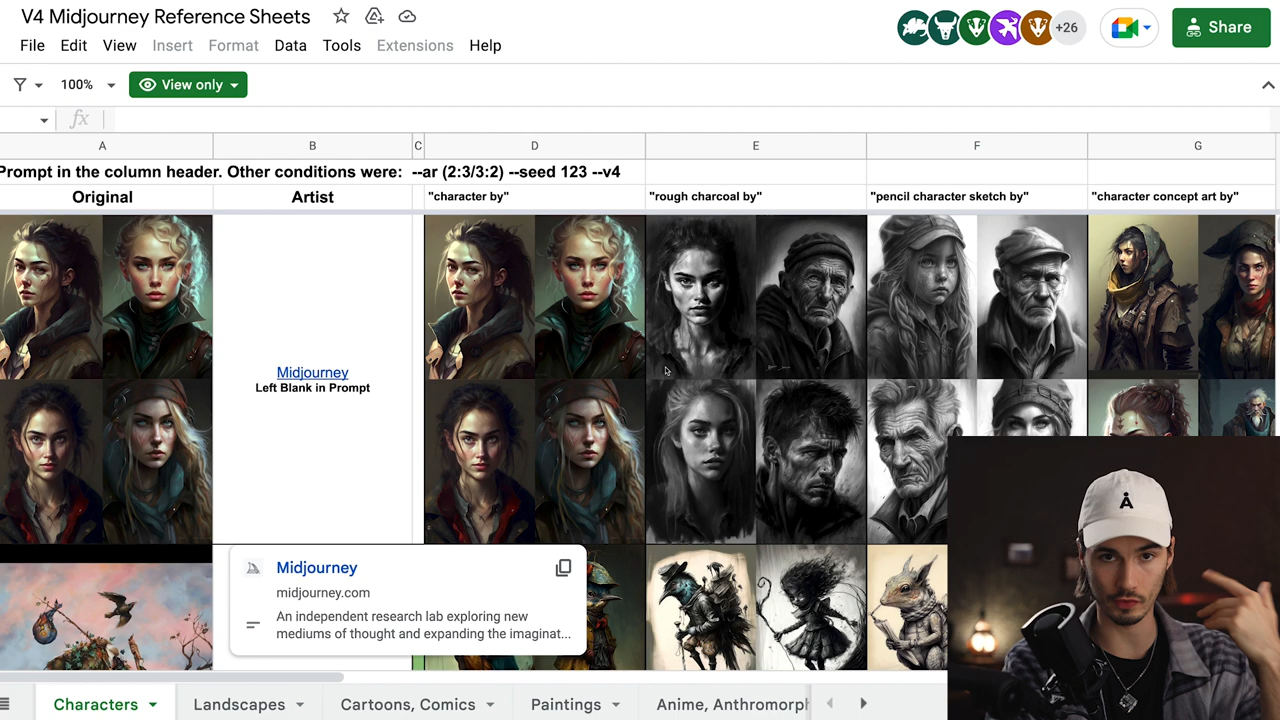 V4 Midjourney Reference Sheets
+26
Share
File Edit View Insert Format Data Tools Extensions Help
100%
View only
fx
A B C D E F G
Prompt in the column header. Other conditions were: --ar (2:3/3:2) --seed 123 --v4
Original Artist "character by" "rough charcoal by" "pencil character sketch by" "character concept art by"
Midjourney
Left Blank in Prompt
Midjourney
midjourney.com
An independent research lab exploring new
mediums of thought and expanding the imaginat...
Å
Characters Landscapes Cartoons, Comics Paintings Anime, Anthromorph